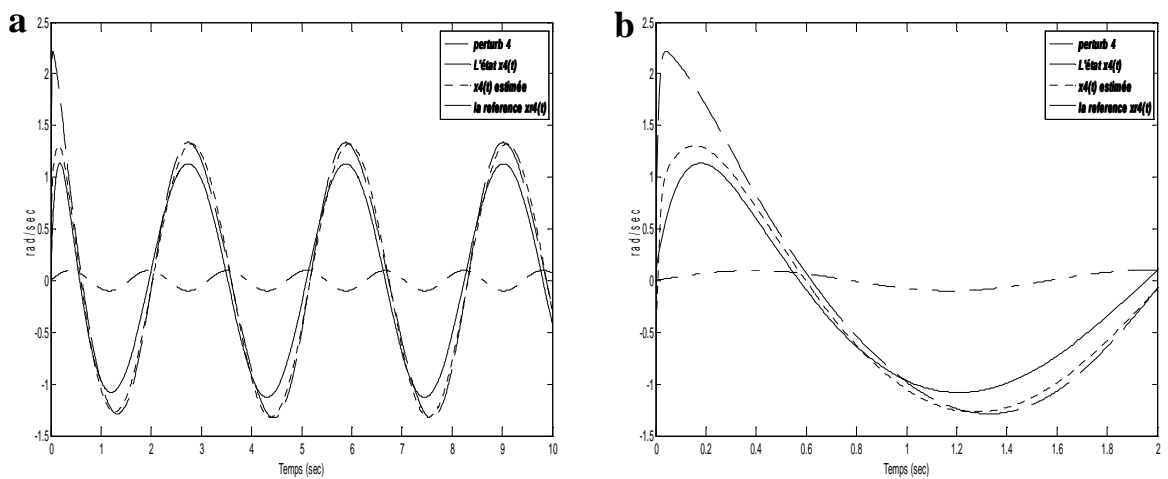 a
2.5
2
1.5
1
0.5
0
-0.5
-1
-1.5
rad/sec
0 1 2 3 4 5 6 7 8 9 10
Temps (sec)
perturb 4
L'état x4(t)
x4(t) estimée
la reference xr4(t)
b
2.5
2
1.5
1
0.5
0
-0.5
-1
-1.5
rad/sec
0 0.2 0.4 0.6 0.8 1 1.2 1.4 1.6 1.8 2
Temps (sec)
perturb 4
L'état x4(t)
x4(t) estimée
la reference xr4(t)